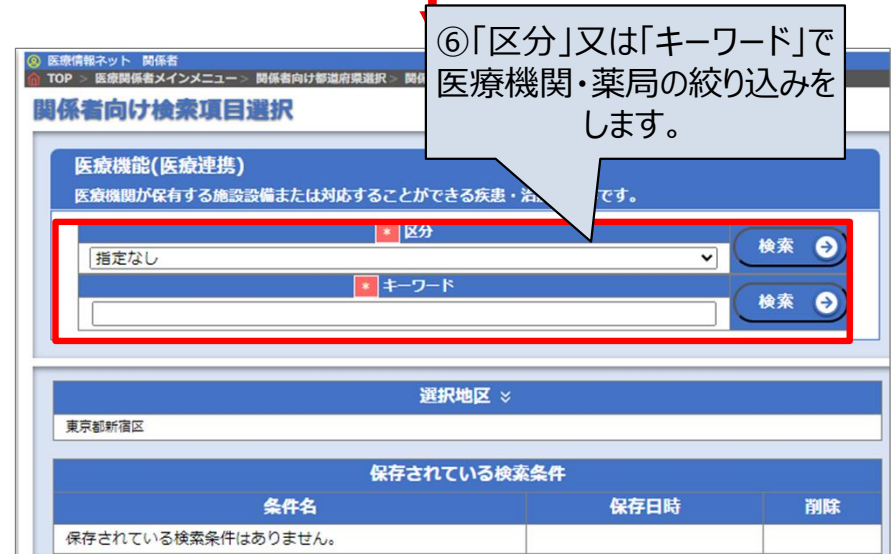 ⑥「区分」又は「キーワード」で
医療機関・薬局の絞り込みを
します。
医療情報ネット 関係者
TOP > 医療関係者メインメニュー > 関係者向け都道府県選択 > 関係
関係者向け検索項目選択
医療機能(医療連携)
医療機関が保有する施設設備または対応することができる疾患・治 です。
* 区分
指定なし
検索
* キーワード
検索
選択地区
東京都新宿区
保存されている検索条件
条件名 保存日時 削除
保存されている検索条件はありません。